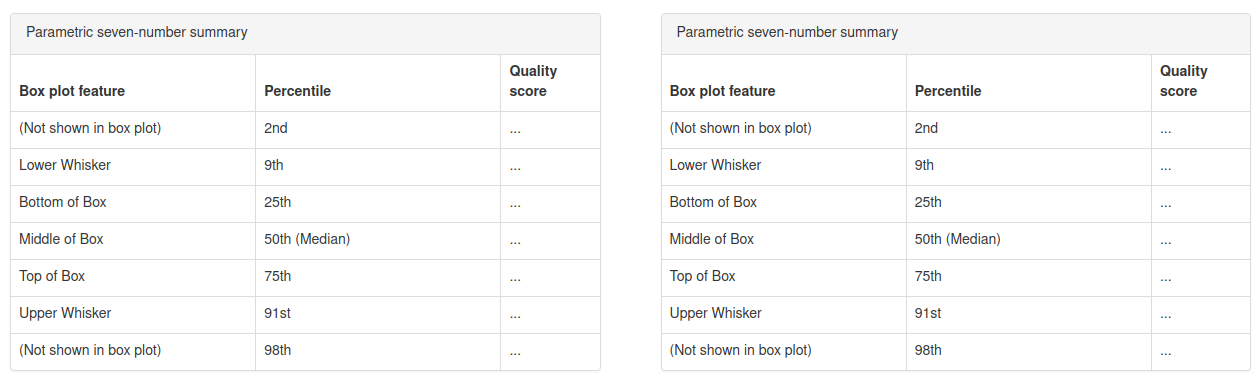 Parametric seven-number summary
Box plot feature Percentile Quality score
(Not shown in box plot) 2nd ...
Lower Whisker 9th ...
Bottom of Box 25th ...
Middle of Box 50th (Median) ...
Top of Box 75th ...
Upper Whisker 91st ...
(Not shown in box plot) 98th ...
Parametric seven-number summary
Box plot feature Percentile Quality score
(Not shown in box plot) 2nd ...
Lower Whisker 9th ...
Bottom of Box 25th ...
Middle of Box 50th (Median) ...
Top of Box 75th ...
Upper Whisker 91st ...
(Not shown in box plot) 98th ...